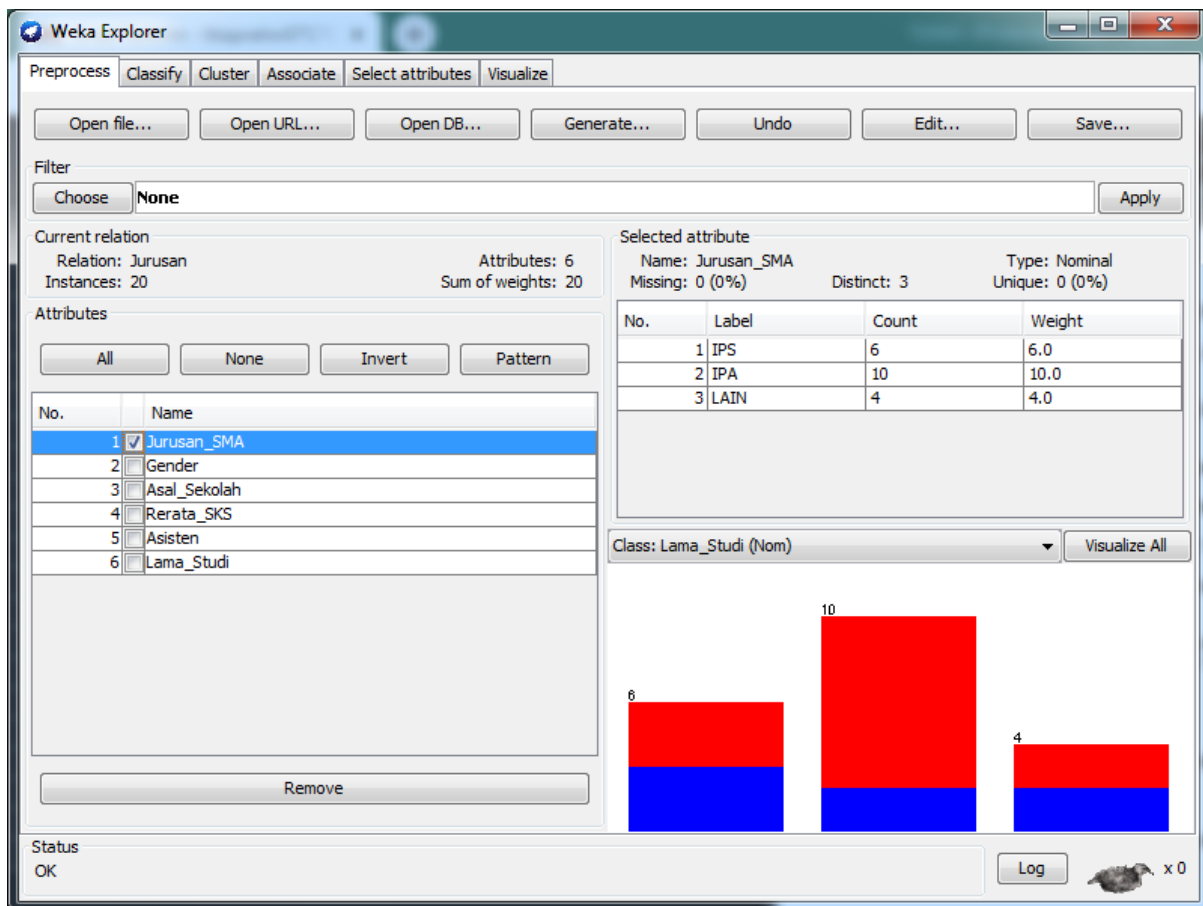 Weka Explorer
Preprocess Classify Cluster Associate Select attributes Visualize
Open file... Open URL... Open DB... Generate... Undo Edit... Save...
Filter
Choose None Apply
Current relation
Relation: Jurusan Attributes: 6
Instances: 20 Sum of weights: 20
Attributes
All None Invert Pattern
No. Name
1 Jurusan_SMA
2 Gender
3 Asal_Sekolah
4 Rerata_SKS
5 Asisten
6 Lama_Studi
Remove
Selected attribute
Name: Jurusan_SMA Type: Nominal
Missing: 0 (0%) Distinct: 3 Unique: 0 (0%)
No. Label Count Weight
1 IPS 6 6.0
2 IPA 10 10.0
3 LAIN 4 4.0
Class: Lama_Studi (Nom) Visualize All
6
10
4
Status
OK
Log x 0